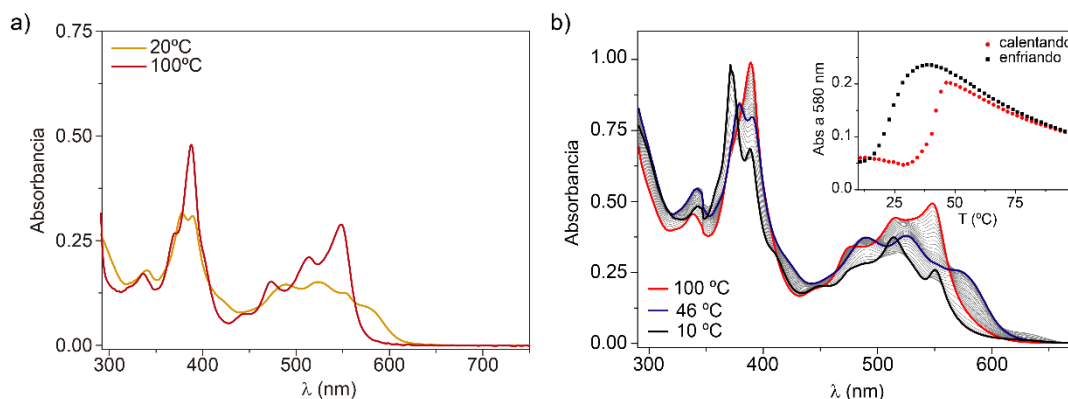 a)
Absorbancia
0.75
0.50
0.25
0.00
20ºC
100ºC
300 400 500 600 700
λ (nm)
b)
Absorbancia
1.00
0.75
0.50
0.25
0.00
100 ºC
46 ºC
10 ºC
300 400 500 600
λ (nm)
calentando
enfriando
Abs a 580 nm
0.2
0.1
0.0
25 50 75
T (ºC)